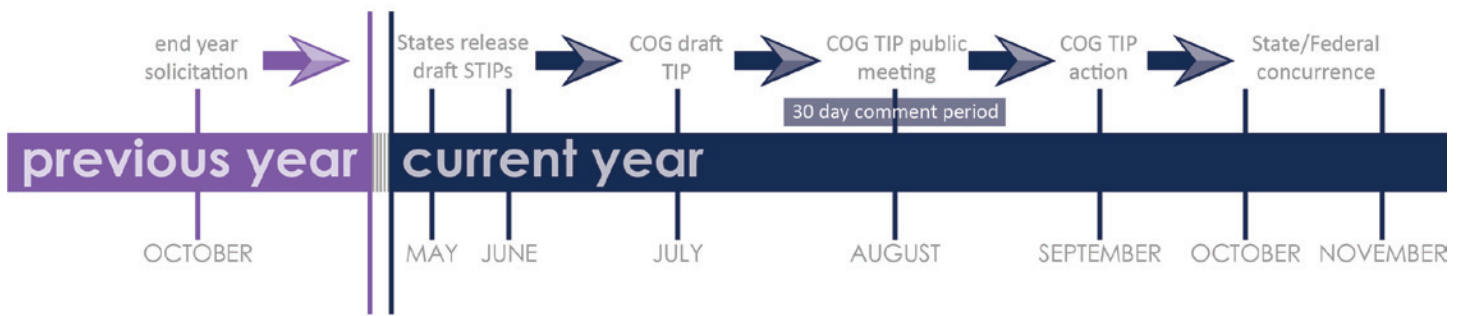 end year
solicitation
States release
draft STIPs
COG draft
TIP
COG TIP public
meeting
30 day comment period
COG TIP
action
State/Federal
concurrence
previous year
current year
OCTOBER
MAY
JUNE
JULY
AUGUST
SEPTEMBER
OCTOBER
NOVEMBER